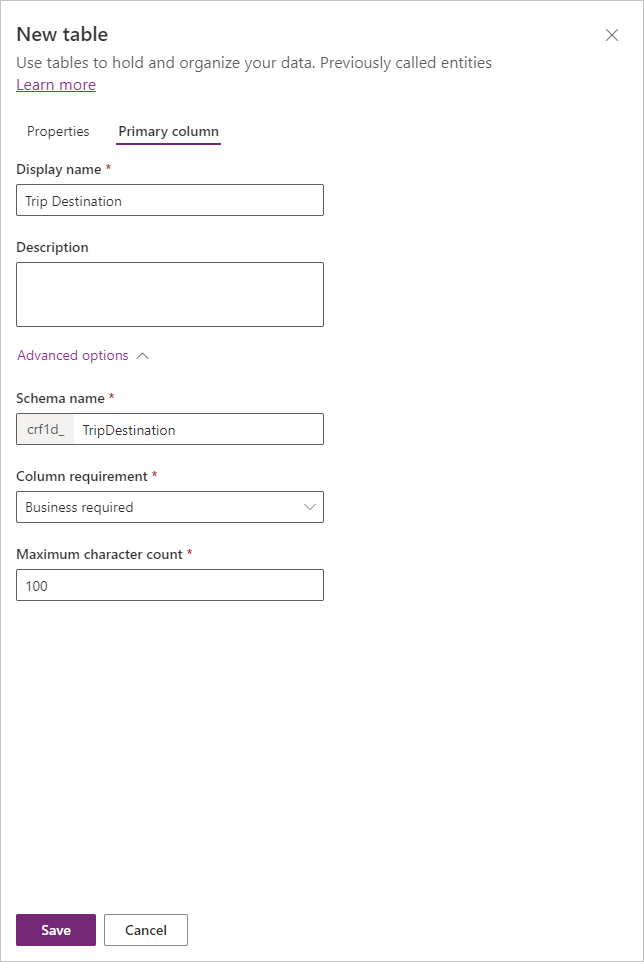 New table
Use tables to hold and organize your data. Previously called entities
Learn more
Properties Primary column
Display name *
Trip Destination
Description
Advanced options
Schema name *
crf1d_ TripDestination
Column requirement *
Business required
Maximum character count *
100
Save Cancel